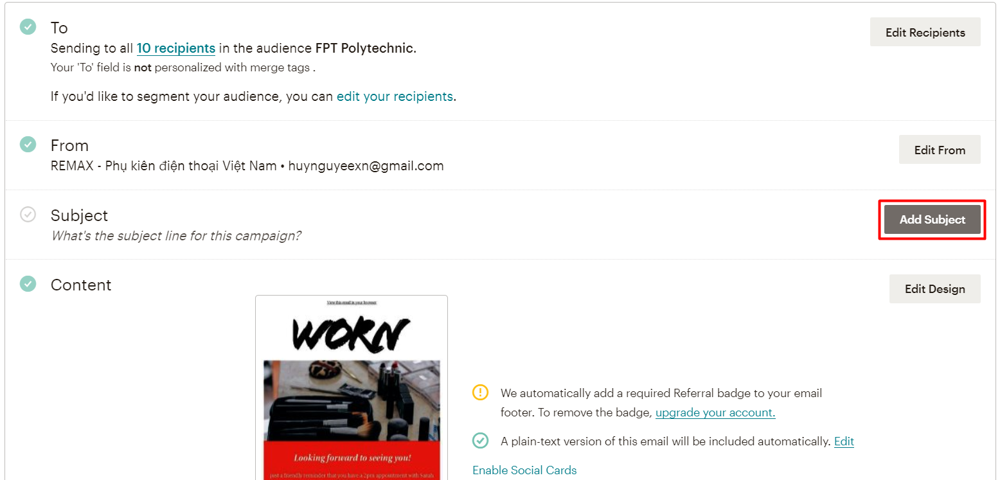 To
Edit Recipients
Sending to all 10 recipients in the audience FPT Polytechnic.
Your 'To' field is not personalized with merge tags .
If you'd like to segment your audience, you can edit your recipients.
From
Edit From
REMAX - Phụ kiên điện thoại Việt Nam • huynguyeexn@gmail.com
Subject
Add Subject
What's the subject line for this campaign?
Content
Edit Design
View this email in your browser
WORN
We automatically add a required Referral badge to your email
footer. To remove the badge, upgrade your account.
A plain-text version of this email will be included automatically. Edit
Looking forward to seeing you!
Enable Social Cards
just a friendly reminder that you have a 2pm appointment with Sarah